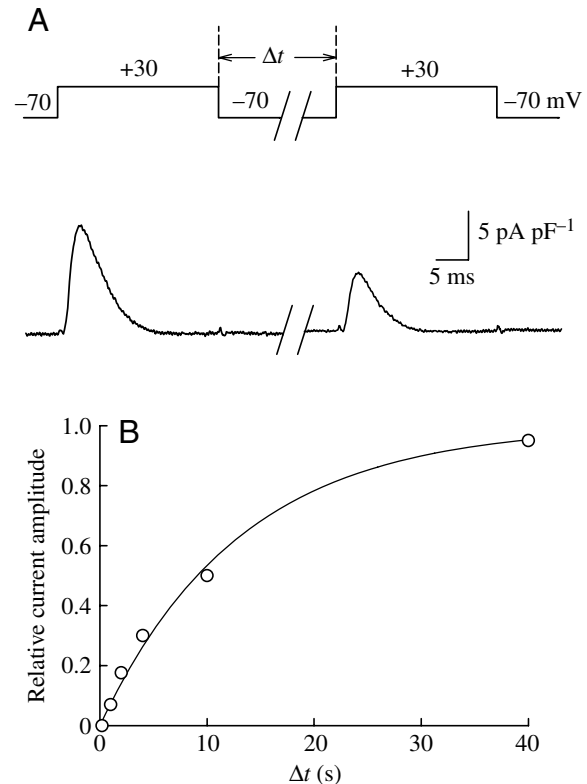 A
Δt
+30
+30
–70
–70
–70 mV
5 pA pF–1
5 ms
B
1.0
0.8
0.6
0.4
0.2
0
Relative current amplitude
0
10
20
30
40
Δt (s)